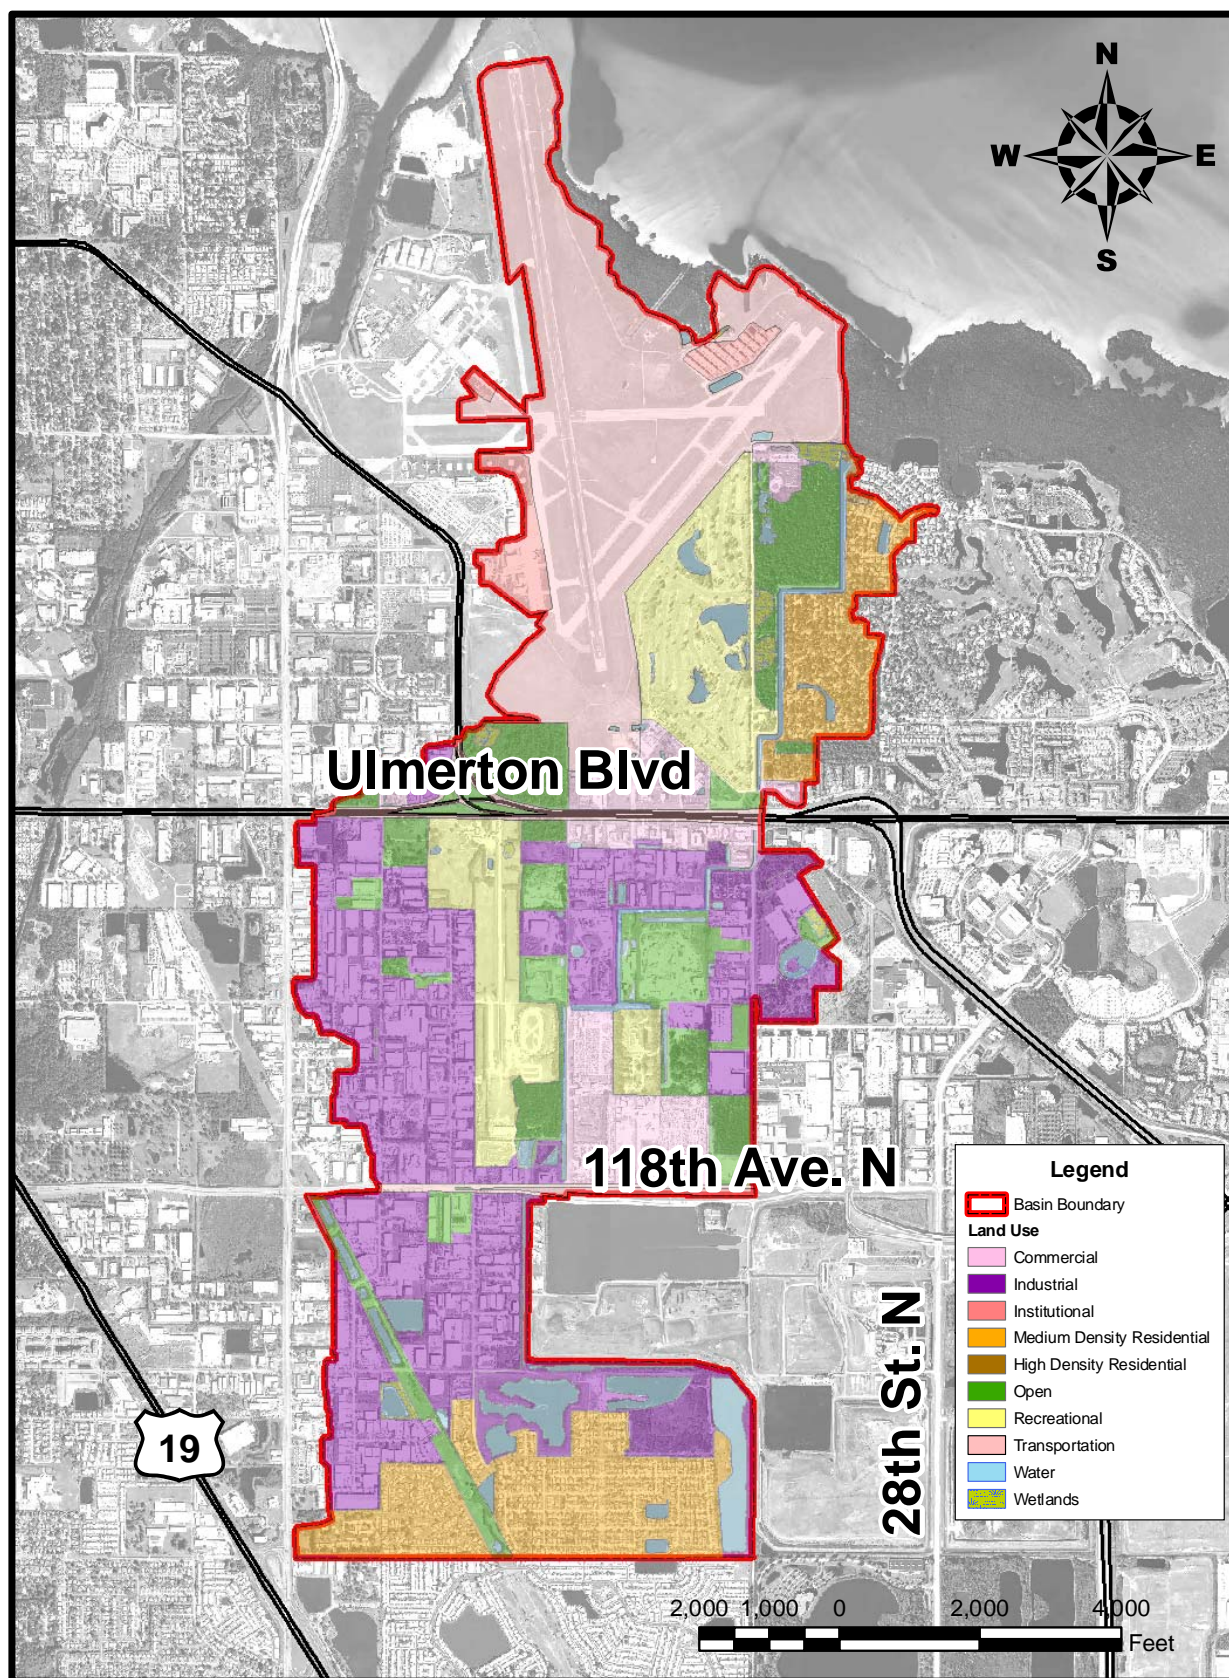 N
W E
S
Ulmerton Blvd
118th Ave. N
28th St. N
19
Legend
Basin Boundary
Land Use
Commercial
Industrial
Institutional
Medium Density Residential
High Density Residential
Open
Recreational
Transportation
Water
Wetlands
2,000 1,000 0 2,000 4,000
Feet